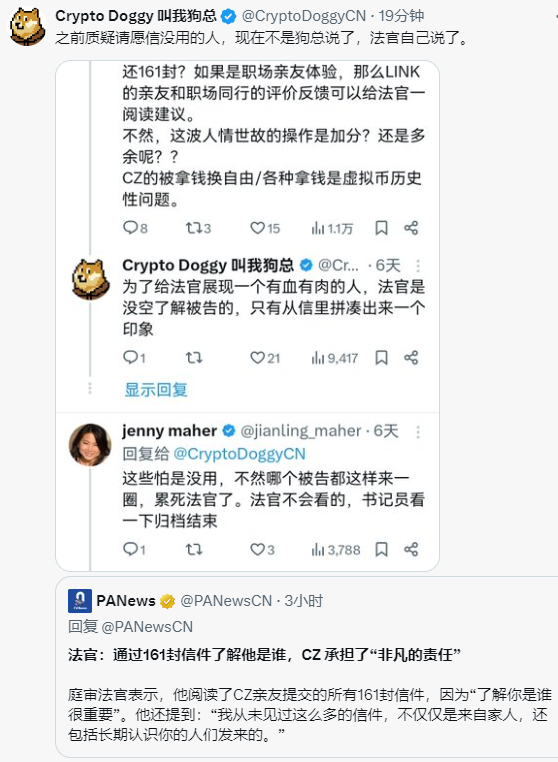 Crypto Doggy 叫我狗总 @CryptoDoggyCN · 19分钟
之前质疑请愿信没用的人，现在不是狗总说了，法官自己说了。
还161封？如果是职场亲友体验，那么LINK
的亲友和职场同行的评价反馈可以给法官一
阅读建议。
不然，这波人情世故的操作是加分？还是多
余呢？？
CZ的被拿钱换自由/各种拿钱是虚拟币历史
性问题。
8 3 15 1.1万
Crypto Doggy 叫我狗总 @Cr... · 6天
为了给法官展现一个有血有肉的人，法官是
没空了解被告的，只有从信里拼凑出来一个
印象
1 21 9,417
显示回复
jenny maher @jianling_maher · 6天
回复给 @CryptoDoggyCN
这些怕是没用，不然哪个被告都这样来一
圈，累死法官了。法官不会看的，书记员看
一下归档结束
1 3 3,788
PANews @PANewsCN · 3小时
回复 @PANewsCN
法官：通过161封信件了解他是谁，CZ 承担了“非凡的责任”
庭审法官表示，他阅读了CZ亲友提交的所有161封信件，因为“了解你是谁
很重要”。他还提到：“我从未见过这么多的信件，不仅仅是来自家人，还
包括长期认识你的人们发来的。”